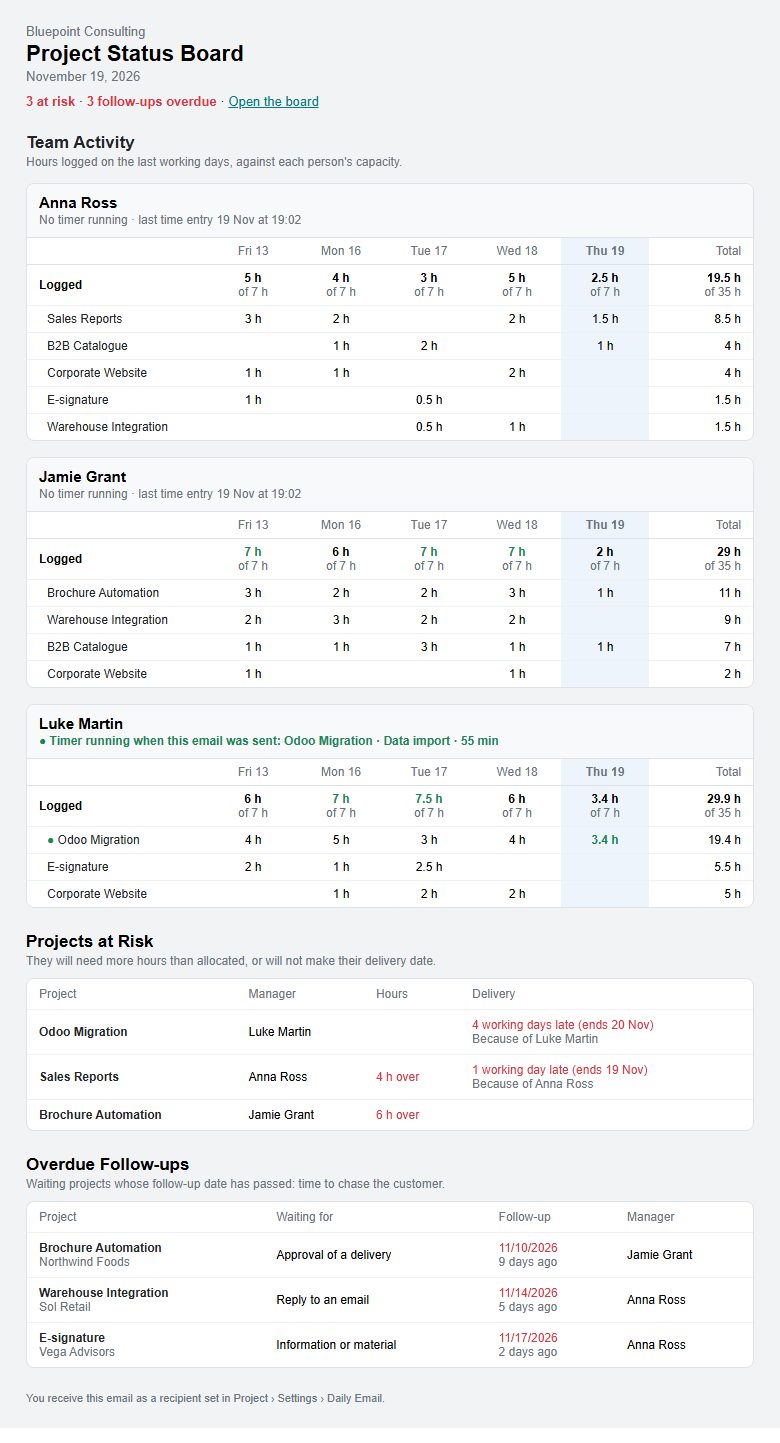 Bluepoint Consulting
Project Status Board
November 19, 2026
3 at risk · 3 follow-ups overdue · Open the board
Team Activity
Hours logged on the last working days, against each person's capacity.
Anna Ross
No timer running · last time entry 19 Nov at 19:02
Fri 13 Mon 16 Tue 17 Wed 18 Thu 19 Total
Logged 5 h 4 h 3 h 5 h 2.5 h 19.5 h
of 7 h of 7 h of 7 h of 7 h of 7 h of 35 h
Sales Reports 3 h 2 h 2 h 1.5 h 8.5 h
B2B Catalogue 1 h 2 h 1 h 4 h
Corporate Website 1 h 1 h 2 h 4 h
E-signature 1 h 0.5 h 1.5 h
Warehouse Integration 0.5 h 1 h 1.5 h
Jamie Grant
No timer running · last time entry 19 Nov at 19:02
Fri 13 Mon 16 Tue 17 Wed 18 Thu 19 Total
Logged 7 h 6 h 7 h 7 h 2 h 29 h
of 7 h of 7 h of 7 h of 7 h of 7 h of 35 h
Brochure Automation 3 h 2 h 2 h 3 h 1 h 11 h
Warehouse Integration 2 h 3 h 2 h 2 h 9 h
B2B Catalogue 1 h 1 h 3 h 1 h 1 h 7 h
Corporate Website 1 h 1 h 2 h
Luke Martin
● Timer running when this email was sent: Odoo Migration · Data import · 55 min
Fri 13 Mon 16 Tue 17 Wed 18 Thu 19 Total
Logged 6 h 7 h 7.5 h 6 h 3.4 h 29.9 h
of 7 h of 7 h of 7 h of 7 h of 7 h of 35 h
● Odoo Migration 4 h 5 h 3 h 4 h 3.4 h 19.4 h
E-signature 2 h 1 h 2.5 h 5.5 h
Corporate Website 1 h 2 h 2 h 5 h
Projects at Risk
They will need more hours than allocated, or will not make their delivery date.
Project Manager Hours Delivery
Odoo Migration Luke Martin 4 working days late (ends 20 Nov)
Because of Luke Martin
Sales Reports Anna Ross 4 h over 1 working day late (ends 19 Nov)
Because of Anna Ross
Brochure Automation Jamie Grant 6 h over
Overdue Follow-ups
Waiting projects whose follow-up date has passed: time to chase the customer.
Project Waiting for Follow-up Manager
Brochure Automation Approval of a delivery 11/10/2026 Jamie Grant
Northwind Foods 9 days ago
Warehouse Integration Reply to an email 11/14/2026 Anna Ross
Sol Retail 5 days ago
E-signature Information or material 11/17/2026 Anna Ross
Vega Advisors 2 days ago
You receive this email as a recipient set in Project › Settings › Daily Email.